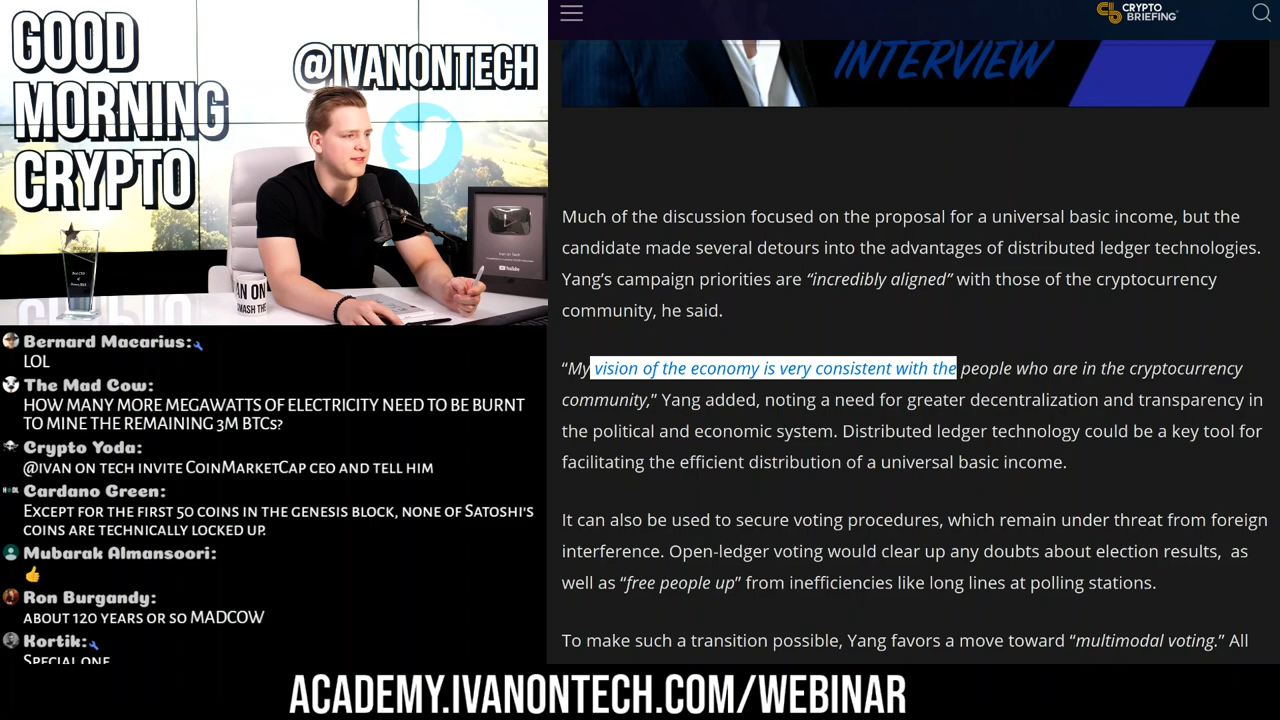 GOOD
MORNING
CRYPTO
@IVANONTECH
AN ON
SMASH THE
YouTube
Bernard Macarius:
LOL
The Mad Cow:
HOW MANY MORE MEGAWATTS OF ELECTRICITY NEED TO BE BURNT
TO MINE THE REMAINING 3M BTCS?
Crypto Yoda:
@IVAN ON TECH INVITE COINMARKETCAP CEO AND TELL HIM
Cardano Green:
EXCEPT FOR THE FIRST 50 COINS IN THE GENESIS BLOCK, NONE OF SATOSHI'S
COINS ARE TECHNICALLY LOCKED UP.
Mubarak Almansoori:
👍
Ron Burgandy:
ABOUT 120 YEARS OR SO MADCOW
Kortik:
SPECIAL ONE
CRYPTO
BRIEFING
INTERVIEW
Much of the discussion focused on the proposal for a universal basic income, but the
candidate made several detours into the advantages of distributed ledger technologies.
Yang’s campaign priorities are “incredibly aligned” with those of the cryptocurrency
community, he said.
“My vision of the economy is very consistent with the people who are in the cryptocurrency
community,” Yang added, noting a need for greater decentralization and transparency in
the political and economic system. Distributed ledger technology could be a key tool for
facilitating the efficient distribution of a universal basic income.
It can also be used to secure voting procedures, which remain under threat from foreign
interference. Open-ledger voting would clear up any doubts about election results, as
well as “free people up” from inefficiencies like long lines at polling stations.
To make such a transition possible, Yang favors a move toward “multimodal voting.” All
ACADEMY.IVANONTECH.COM/WEBINAR